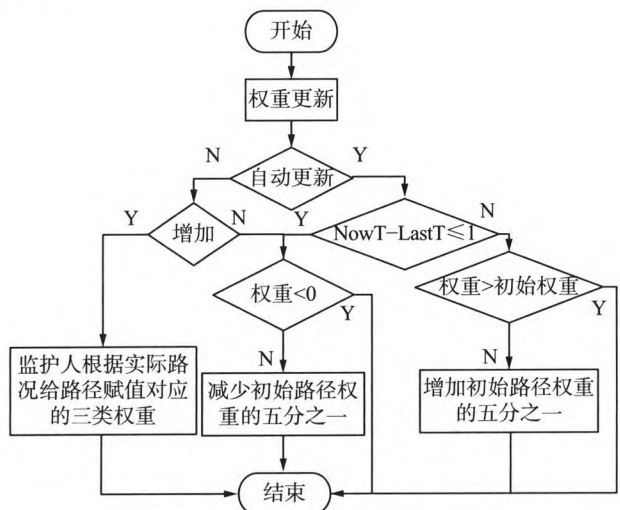 开始
权重更新
N
Y
自动更新
Y
N
Y
N
增加
NowT-LastT≤1
权重<0
Y
权重>初始权重
Y
N
N
监护人根据实际路
况给路径赋值对应
的三类权重
减少初始路径权
重的五分之一
增加初始路径权重
的五分之一
结束